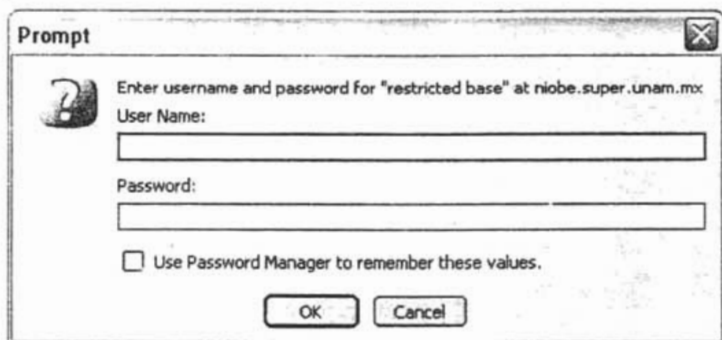 Prompt
Enter username and password for "restricted base" at niobe.super.unam.mx
User Name:
Password:
Use Password Manager to remember these values.
OK
Cancel